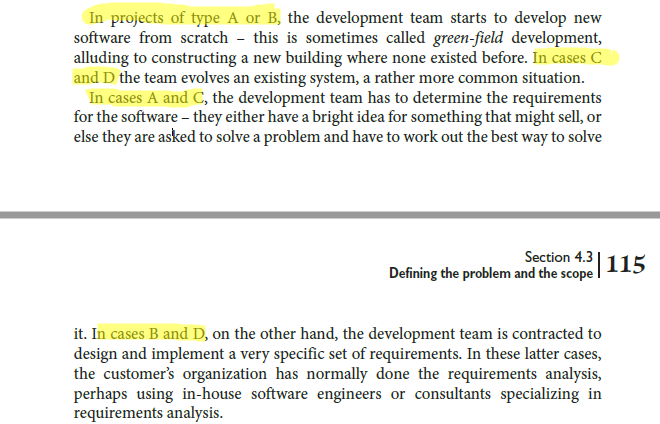 In projects of type A or B, the development team starts to develop new
software from scratch – this is sometimes called green-field development,
alluding to constructing a new building where none existed before. In cases C
and D the team evolves an existing system, a rather more common situation.
In cases A and C, the development team has to determine the requirements
for the software – they either have a bright idea for something that might sell, or
else they are asked to solve a problem and have to work out the best way to solve
Section 4.3
Defining the problem and the scope
115
it. In cases B and D, on the other hand, the development team is contracted to
design and implement a very specific set of requirements. In these latter cases,
the customer's organization has normally done the requirements analysis,
perhaps using in-house software engineers or consultants specializing in
requirements analysis.